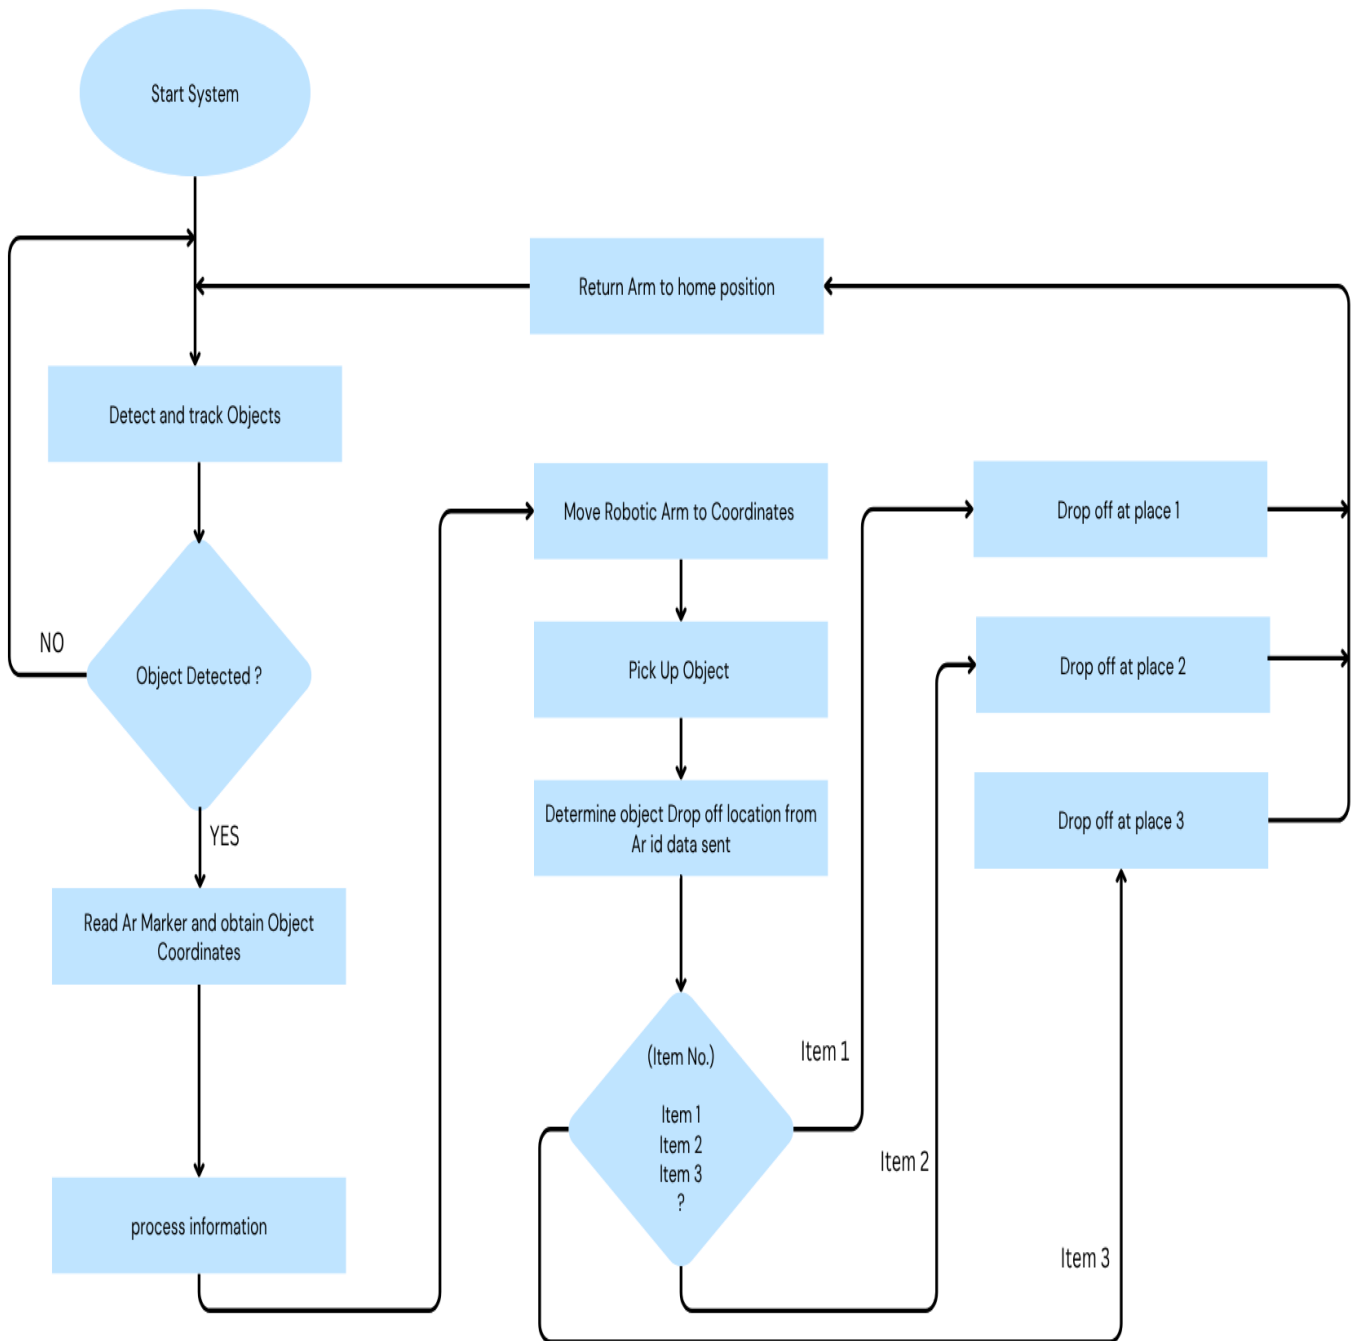 Start System
Return Arm to home position
Detect and track Objects
Object Detected ?
NO
YES
Read Ar Marker and obtain Object
Coordinates
process information
Move Robotic Arm to Coordinates
Pick Up Object
Determine object Drop off location from
Ar id data sent
(Item No.)
Item 1
Item 2
Item 3
?
Item 1
Item 2
Item 3
Drop off at place 1
Drop off at place 2
Drop off at place 3